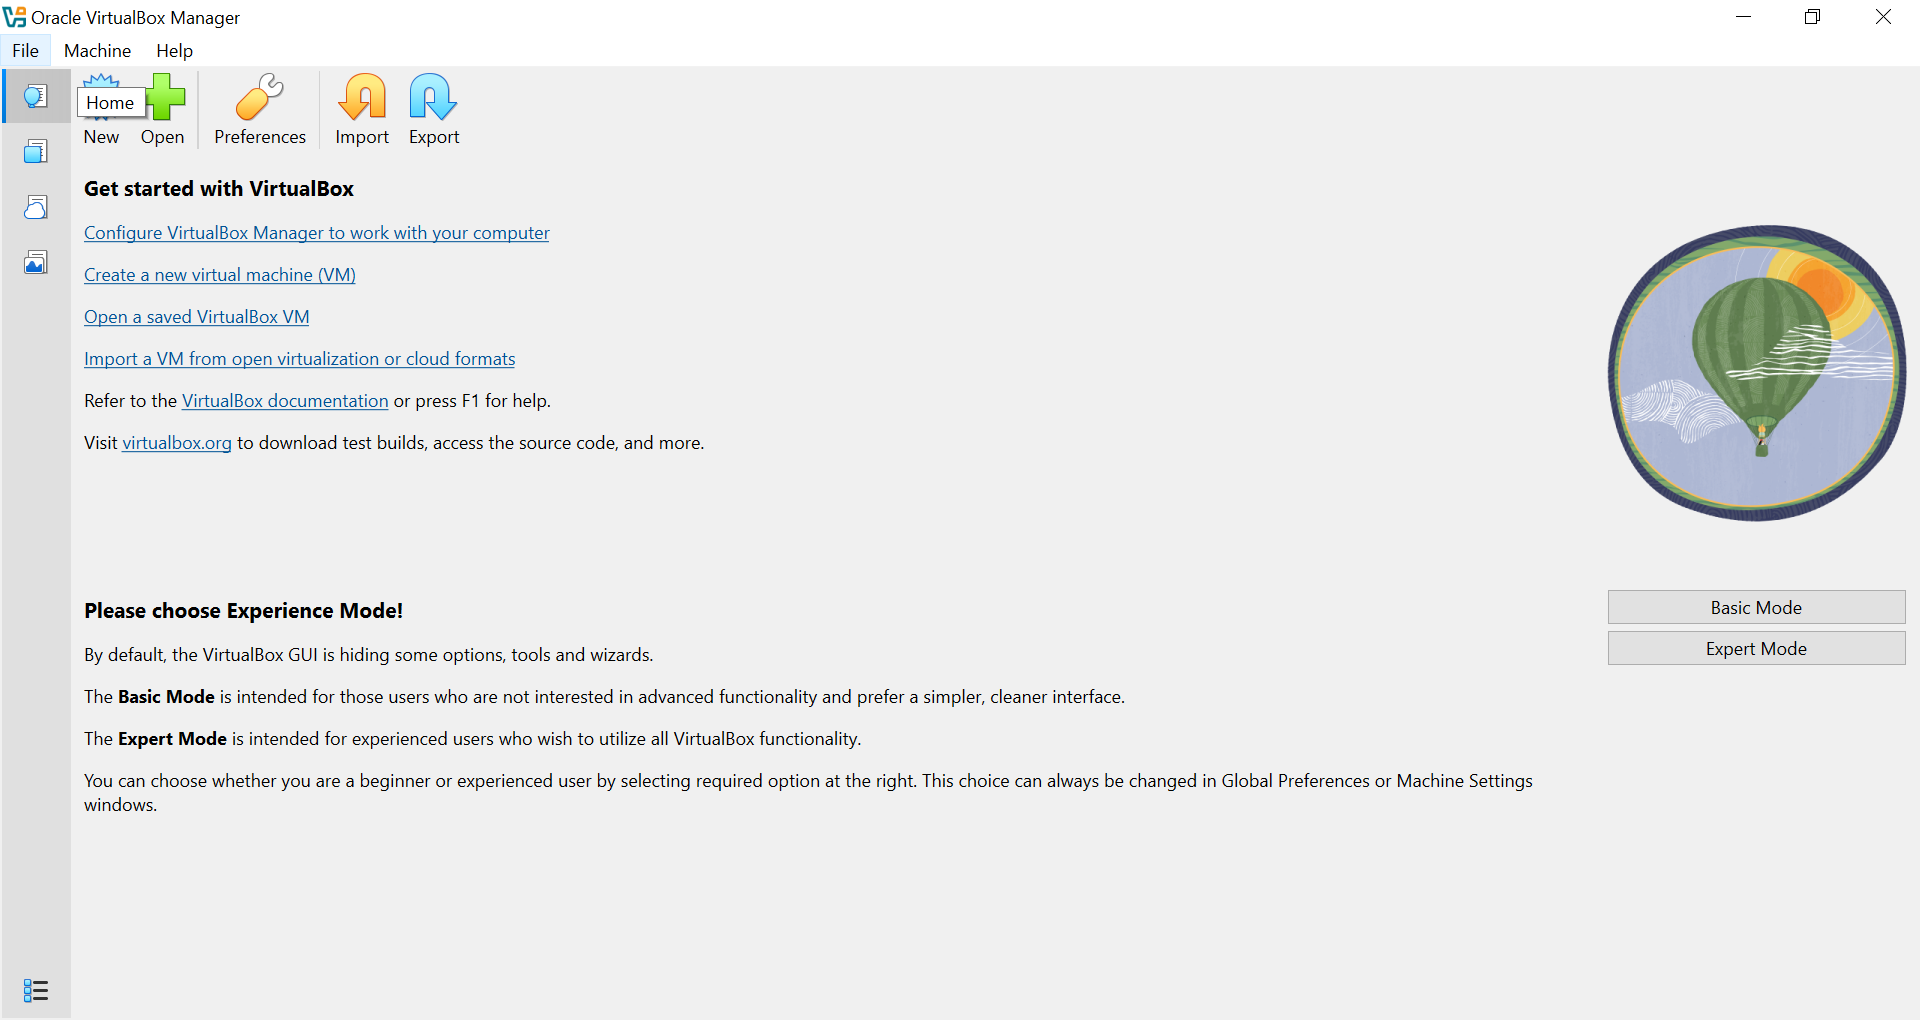 Oracle VirtualBox Manager
File Machine Help
Home
New Open Preferences Import Export
Get started with VirtualBox
Configure VirtualBox Manager to work with your computer
Create a new virtual machine (VM)
Open a saved VirtualBox VM
Import a VM from open virtualization or cloud formats
Refer to the VirtualBox documentation or press F1 for help.
Visit virtualbox.org to download test builds, access the source code, and more.
Please choose Experience Mode!
By default, the VirtualBox GUI is hiding some options, tools and wizards.
The Basic Mode is intended for those users who are not interested in advanced functionality and prefer a simpler, cleaner interface.
The Expert Mode is intended for experienced users who wish to utilize all VirtualBox functionality.
You can choose whether you are a beginner or experienced user by selecting required option at the right. This choice can always be changed in Global Preferences or Machine Settings
windows.
Basic Mode
Expert Mode